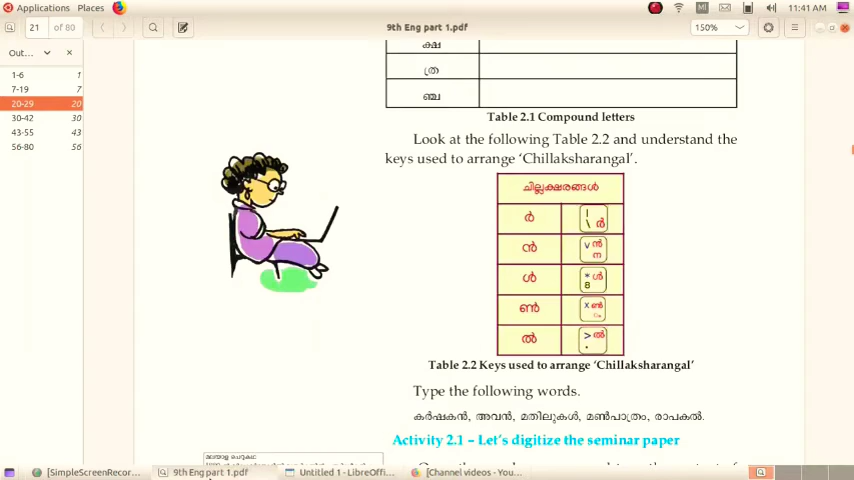 Applications Places 11:41 AM
21 of 80 9th Eng part 1.pdf 150%
Out...
1-6 1
7-19 7
20-29 20
30-42 30
43-55 43
56-80 56
ക്ഷ
ത്ര
ഞ്ച
Table 2.1 Compound letters
Look at the following Table 2.2 and understand the
keys used to arrange ‘Chillaksharangal’.
ചില്ലക്ഷരങ്ങൾ
ർ | \ ർ
ൻ v ൻ ന
ൾ * 8 ൾ
ൺ x ൺ
ൽ > . ൽ
Table 2.2 Keys used to arrange ‘Chillaksharangal’
Type the following words.
കർഷകൻ, അവൻ, മതിലുകൾ, മൺപാത്രം, രാപകൽ.
Activity 2.1 – Let’s digitize the seminar paper
[SimpleScreenRecor... 9th Eng part 1.pdf Untitled 1 - LibreOffi... [Channel videos - You...